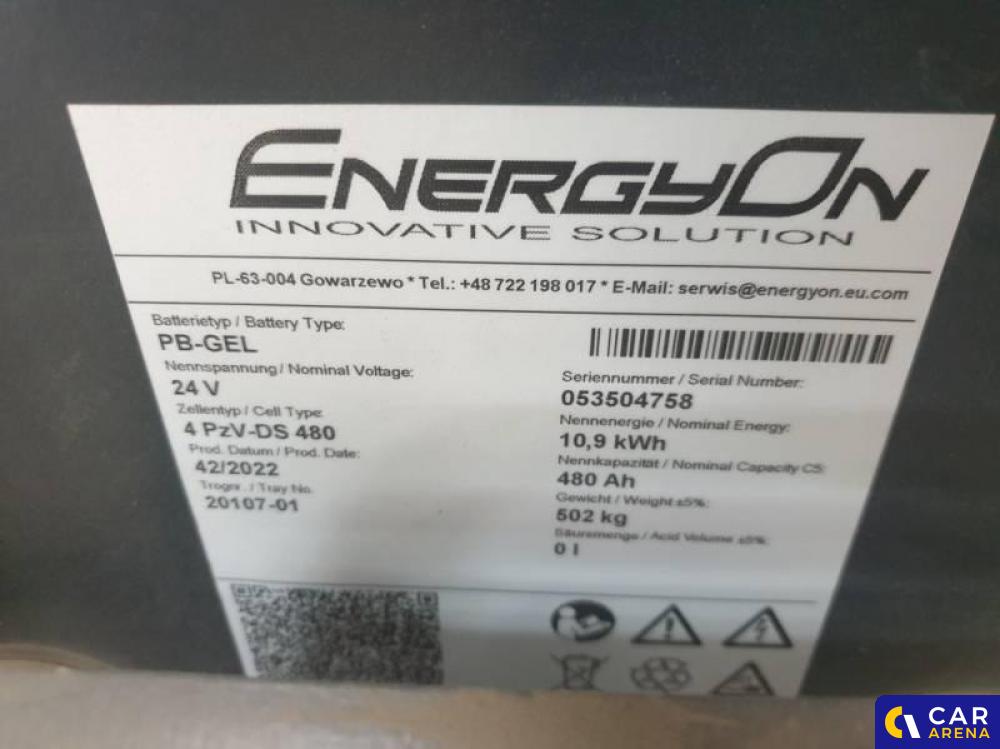 EnergyOn
INNOVATIVE SOLUTION
PL-63-004 Gowarzewo * Tel.: +48 722 198 017 * E-Mail: serwis@energyon.eu.com
Batterietyp / Battery Type:
PB-GEL
Nennspannung / Nominal Voltage:
24 V
Zellentyp / Cell Type:
4 PzV-DS 480
Prod. Datum / Prod. Date:
42/2022
Trognr. / Tray No.
20107-01
Seriennummer / Serial Number:
053504758
Nennenergie / Nominal Energy:
10,9 kWh
Nennkapazität / Nominal Capacity C5:
480 Ah
Gewicht / Weight ±5%:
502 kg
Säuremenge / Acid Volume ±5%:
0 l
CAR
ARENA